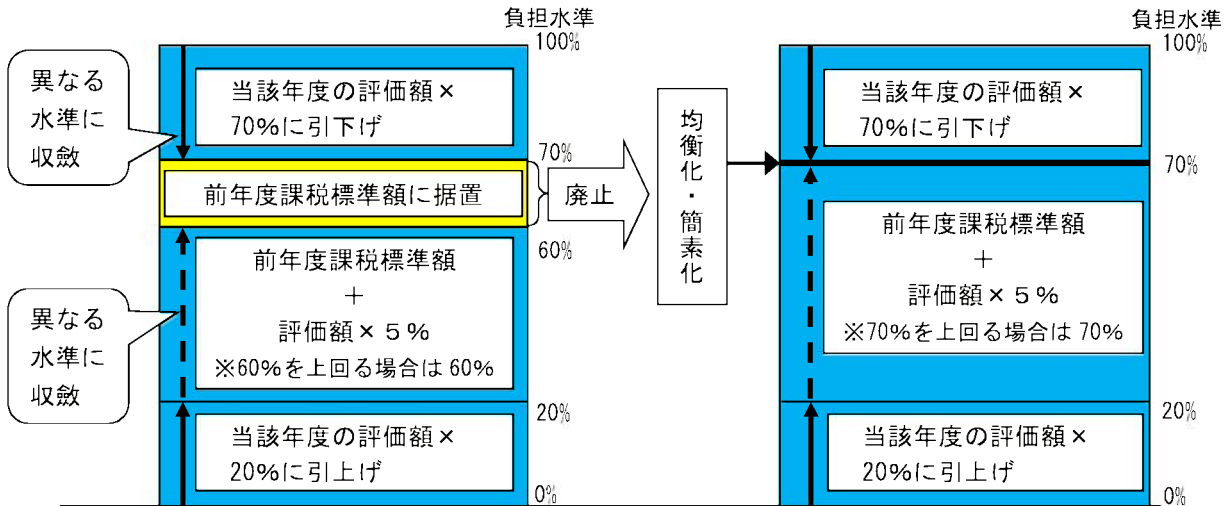 負担水準
100%
異なる
水準に
収斂
当該年度の評価額×
70%に引下げ
70%
前年度課税標準額に据置
廃止
60%
前年度課税標準額
+
評価額×5%
※60%を上回る場合は60%
異なる
水準に
収斂
20%
当該年度の評価額×
20%に引上げ
0%
均衡化・簡素化
負担水準
100%
当該年度の評価額×
70%に引下げ
70%
前年度課税標準額
+
評価額×5%
※70%を上回る場合は70%
20%
当該年度の評価額×
20%に引上げ
0%